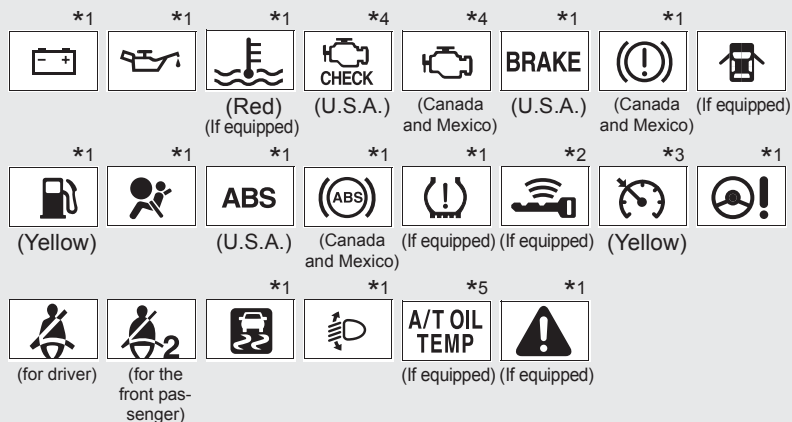 *1 *1 *1 *4 *4 *1 *1
CHECK BRAKE
(Red) (U.S.A.) (Canada (U.S.A.) (Canada (If equipped)
(If equipped) and Mexico) and Mexico)
*1 *1 *1 *1 *1 *2 *3 *1
ABS ABS
(Yellow) (U.S.A.) (Canada (If equipped) (If equipped) (Yellow)
and Mexico)
*1 *1 *5 *1
2 A/T OIL
TEMP
(for driver) (for the (If equipped) (If equipped)
front pas-
senger)